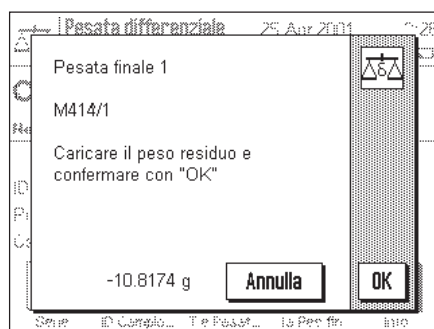 Pesata differenziale 25 Apr 2001
Pesata finale 1
M414/1
Caricare il peso residuo e
confermare con "OK"
-10.8174 g Annulla OK